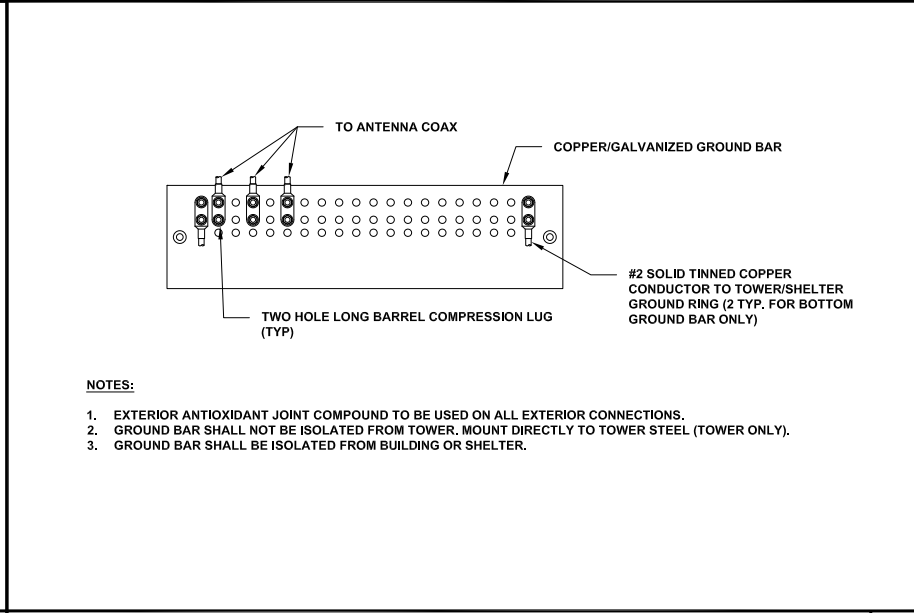 TO ANTENNA COAX
COPPER/GALVANIZED GROUND BAR
#2 SOLID TINNED COPPER
CONDUCTOR TO TOWER/SHELTER
GROUND RING (2 TYP. FOR BOTTOM
GROUND BAR ONLY)
TWO HOLE LONG BARREL COMPRESSION LUG
(TYP)
NOTES:
1. EXTERIOR ANTIOXIDANT JOINT COMPOUND TO BE USED ON ALL EXTERIOR CONNECTIONS.
2. GROUND BAR SHALL NOT BE ISOLATED FROM TOWER. MOUNT DIRECTLY TO TOWER STEEL (TOWER ONLY).
3. GROUND BAR SHALL BE ISOLATED FROM BUILDING OR SHELTER.